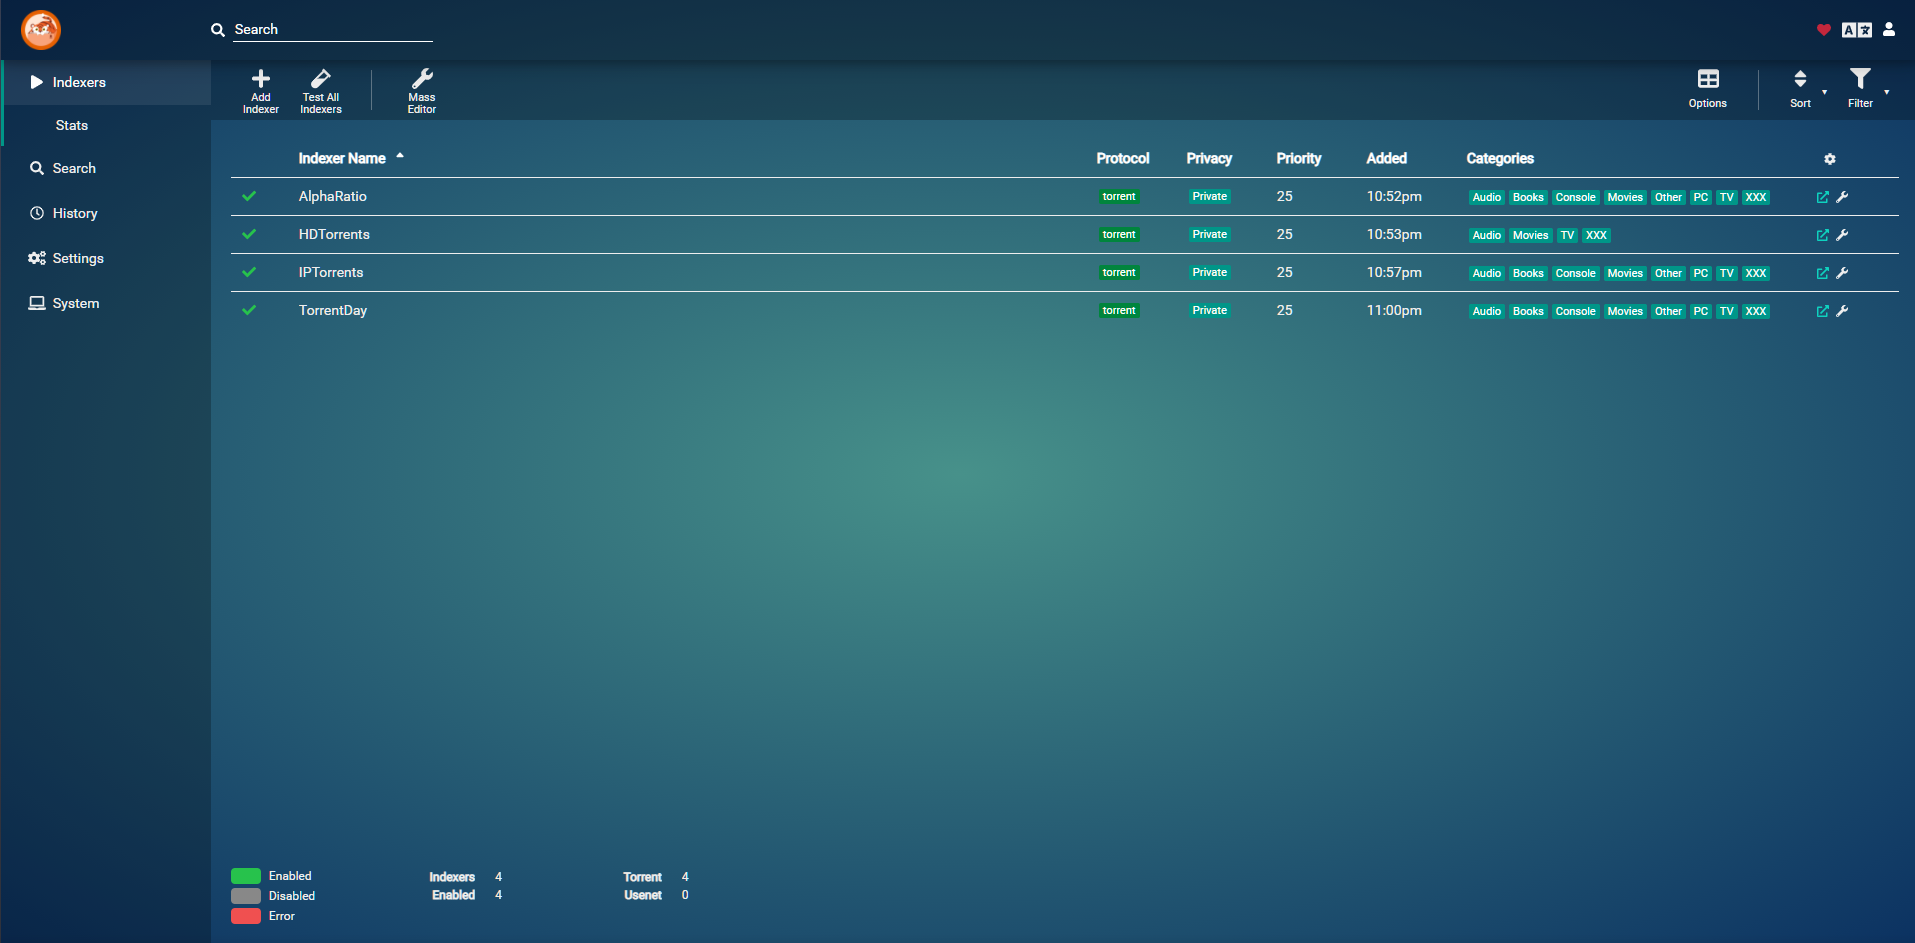 Search
Indexers
Stats
Search
History
Settings
System
Add Indexer
Test All Indexers
Mass Editor
Options
Sort
Filter
Indexer Name Protocol Privacy Priority Added Categories
AlphaRatio torrent Private 25 10:52pm Audio Books Console Movies Other PC TV XXX
HDTorrents torrent Private 25 10:53pm Audio Movies TV XXX
IPTorrents torrent Private 25 10:57pm Audio Books Console Movies Other PC TV XXX
TorrentDay torrent Private 25 11:00pm Audio Books Console Movies Other PC TV XXX
Enabled
Disabled
Error
Indexers 4
Enabled 4
Torrent 4
Usenet 0